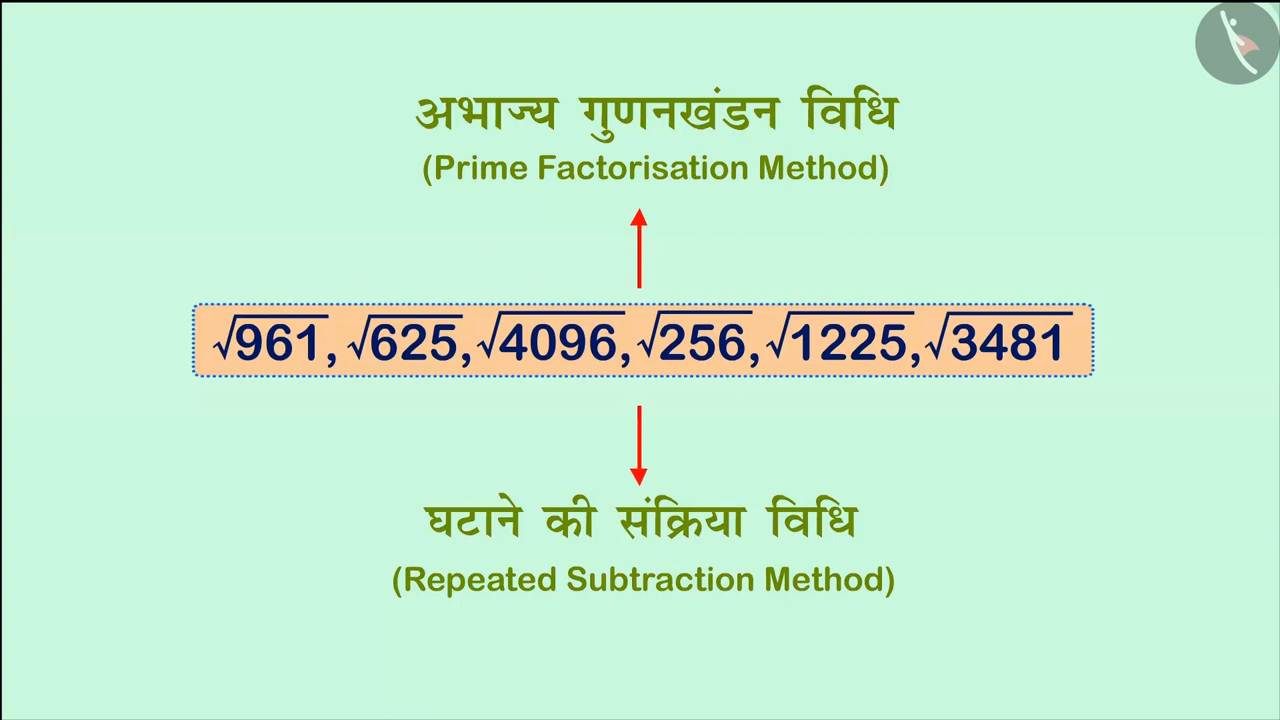 अभाज्य गुणनखंडन विधि
(Prime Factorisation Method)
√961, √625, √4096, √256, √1225, √3481
घटाने की संक्रिया विधि
(Repeated Subtraction Method)